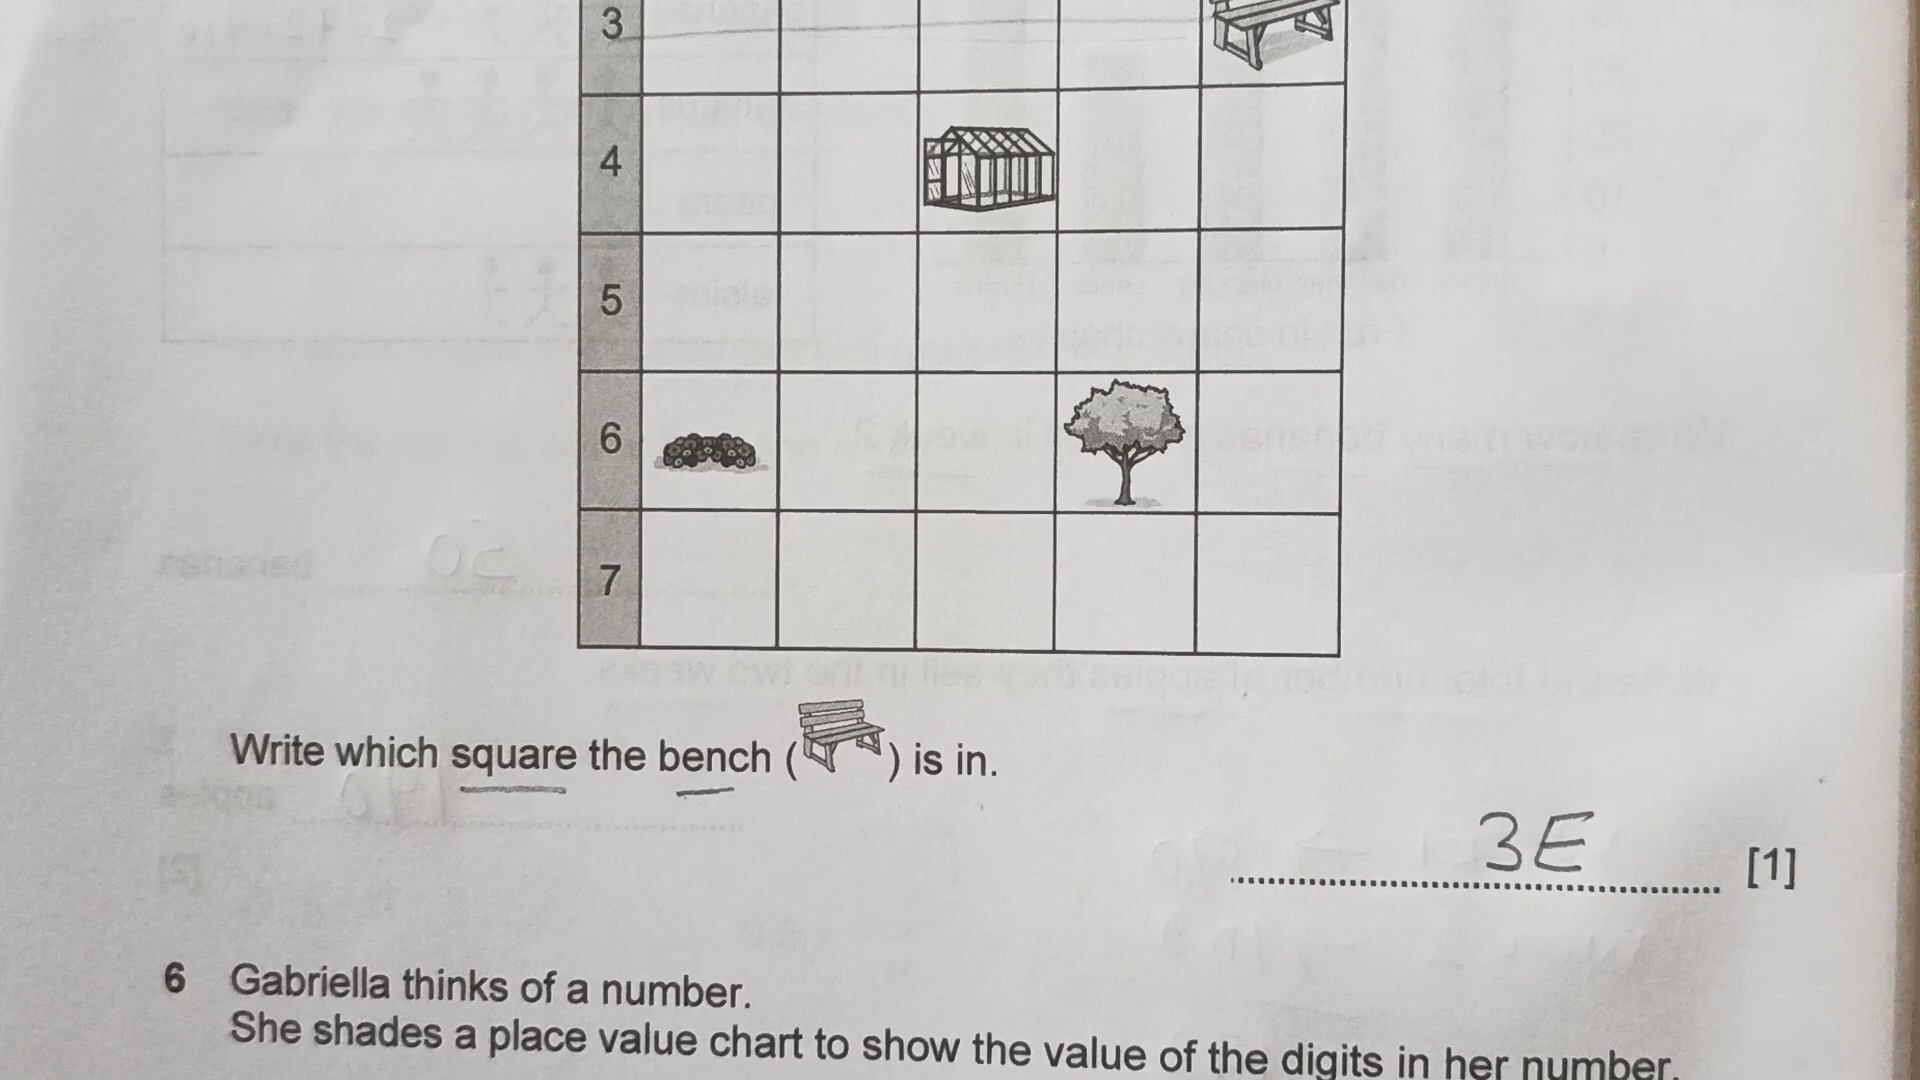 3
4
5
6
7
Write which square the bench ( ) is in.
3E
[1]
6 Gabriella thinks of a number.
She shades a place value chart to show the value of the digits in her number.